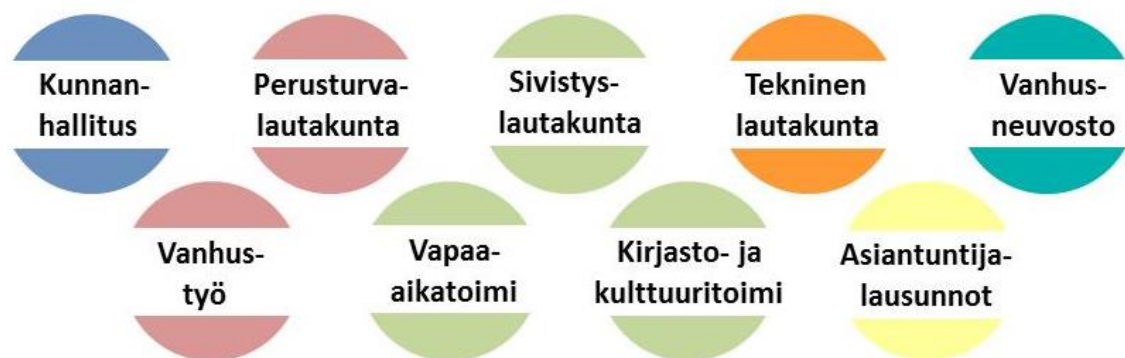 Kunnan-
hallitus
Perusturva-
lautakunta
Sivistys-
lautakunta
Tekninen
lautakunta
Vanhus-
neuvosto
Vanhus-
työ
Vapaa-
aikatoimi
Kirjasto- ja
kulttuuritoimi
Asiantuntija-
lausunnot